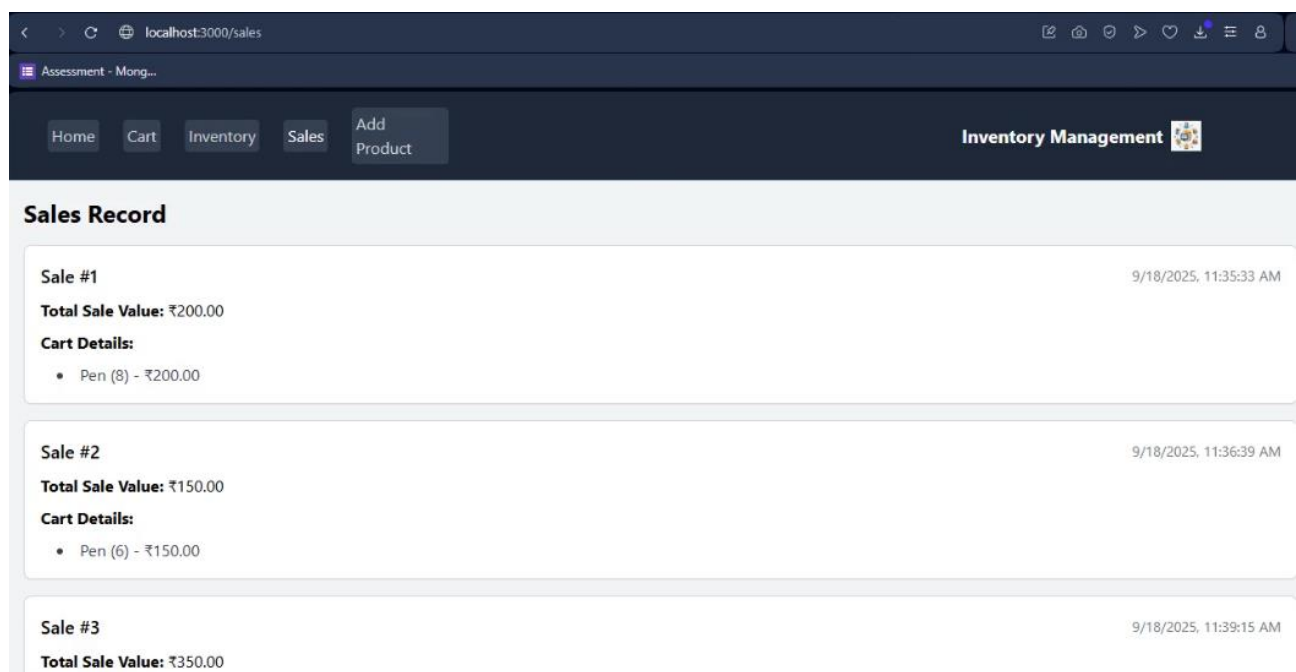 localhost:3000/sales
Assessment - Mong...
Home Cart Inventory Sales Add Product Inventory Management
Sales Record
Sale #1 9/18/2025, 11:35:33 AM
Total Sale Value: ₹200.00
Cart Details:
• Pen (8) - ₹200.00
Sale #2 9/18/2025, 11:36:39 AM
Total Sale Value: ₹150.00
Cart Details:
• Pen (6) - ₹150.00
Sale #3 9/18/2025, 11:39:15 AM
Total Sale Value: ₹350.00